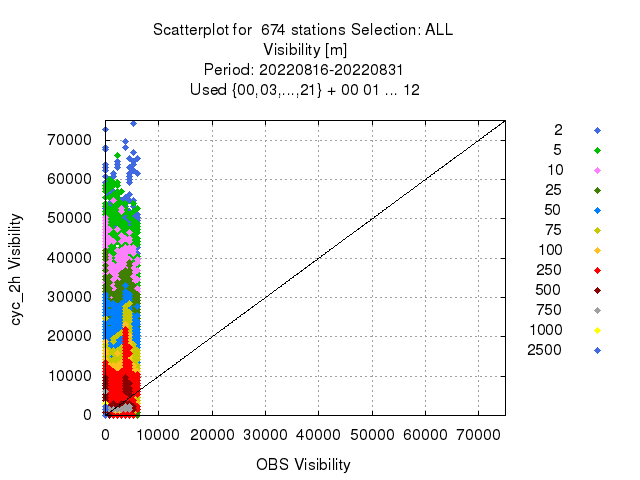 Scatterplot for 674 stations Selection: ALL
Visibility [m]
Period: 20220816-20220831
Used {00,03,...,21} + 00 01 ... 12
70000
60000
50000
40000
30000
20000
10000
0
cyc_2h Visibility
0 10000 20000 30000 40000 50000 60000 70000
OBS Visibility
2
5
10
25
50
75
100
250
500
750
1000
2500